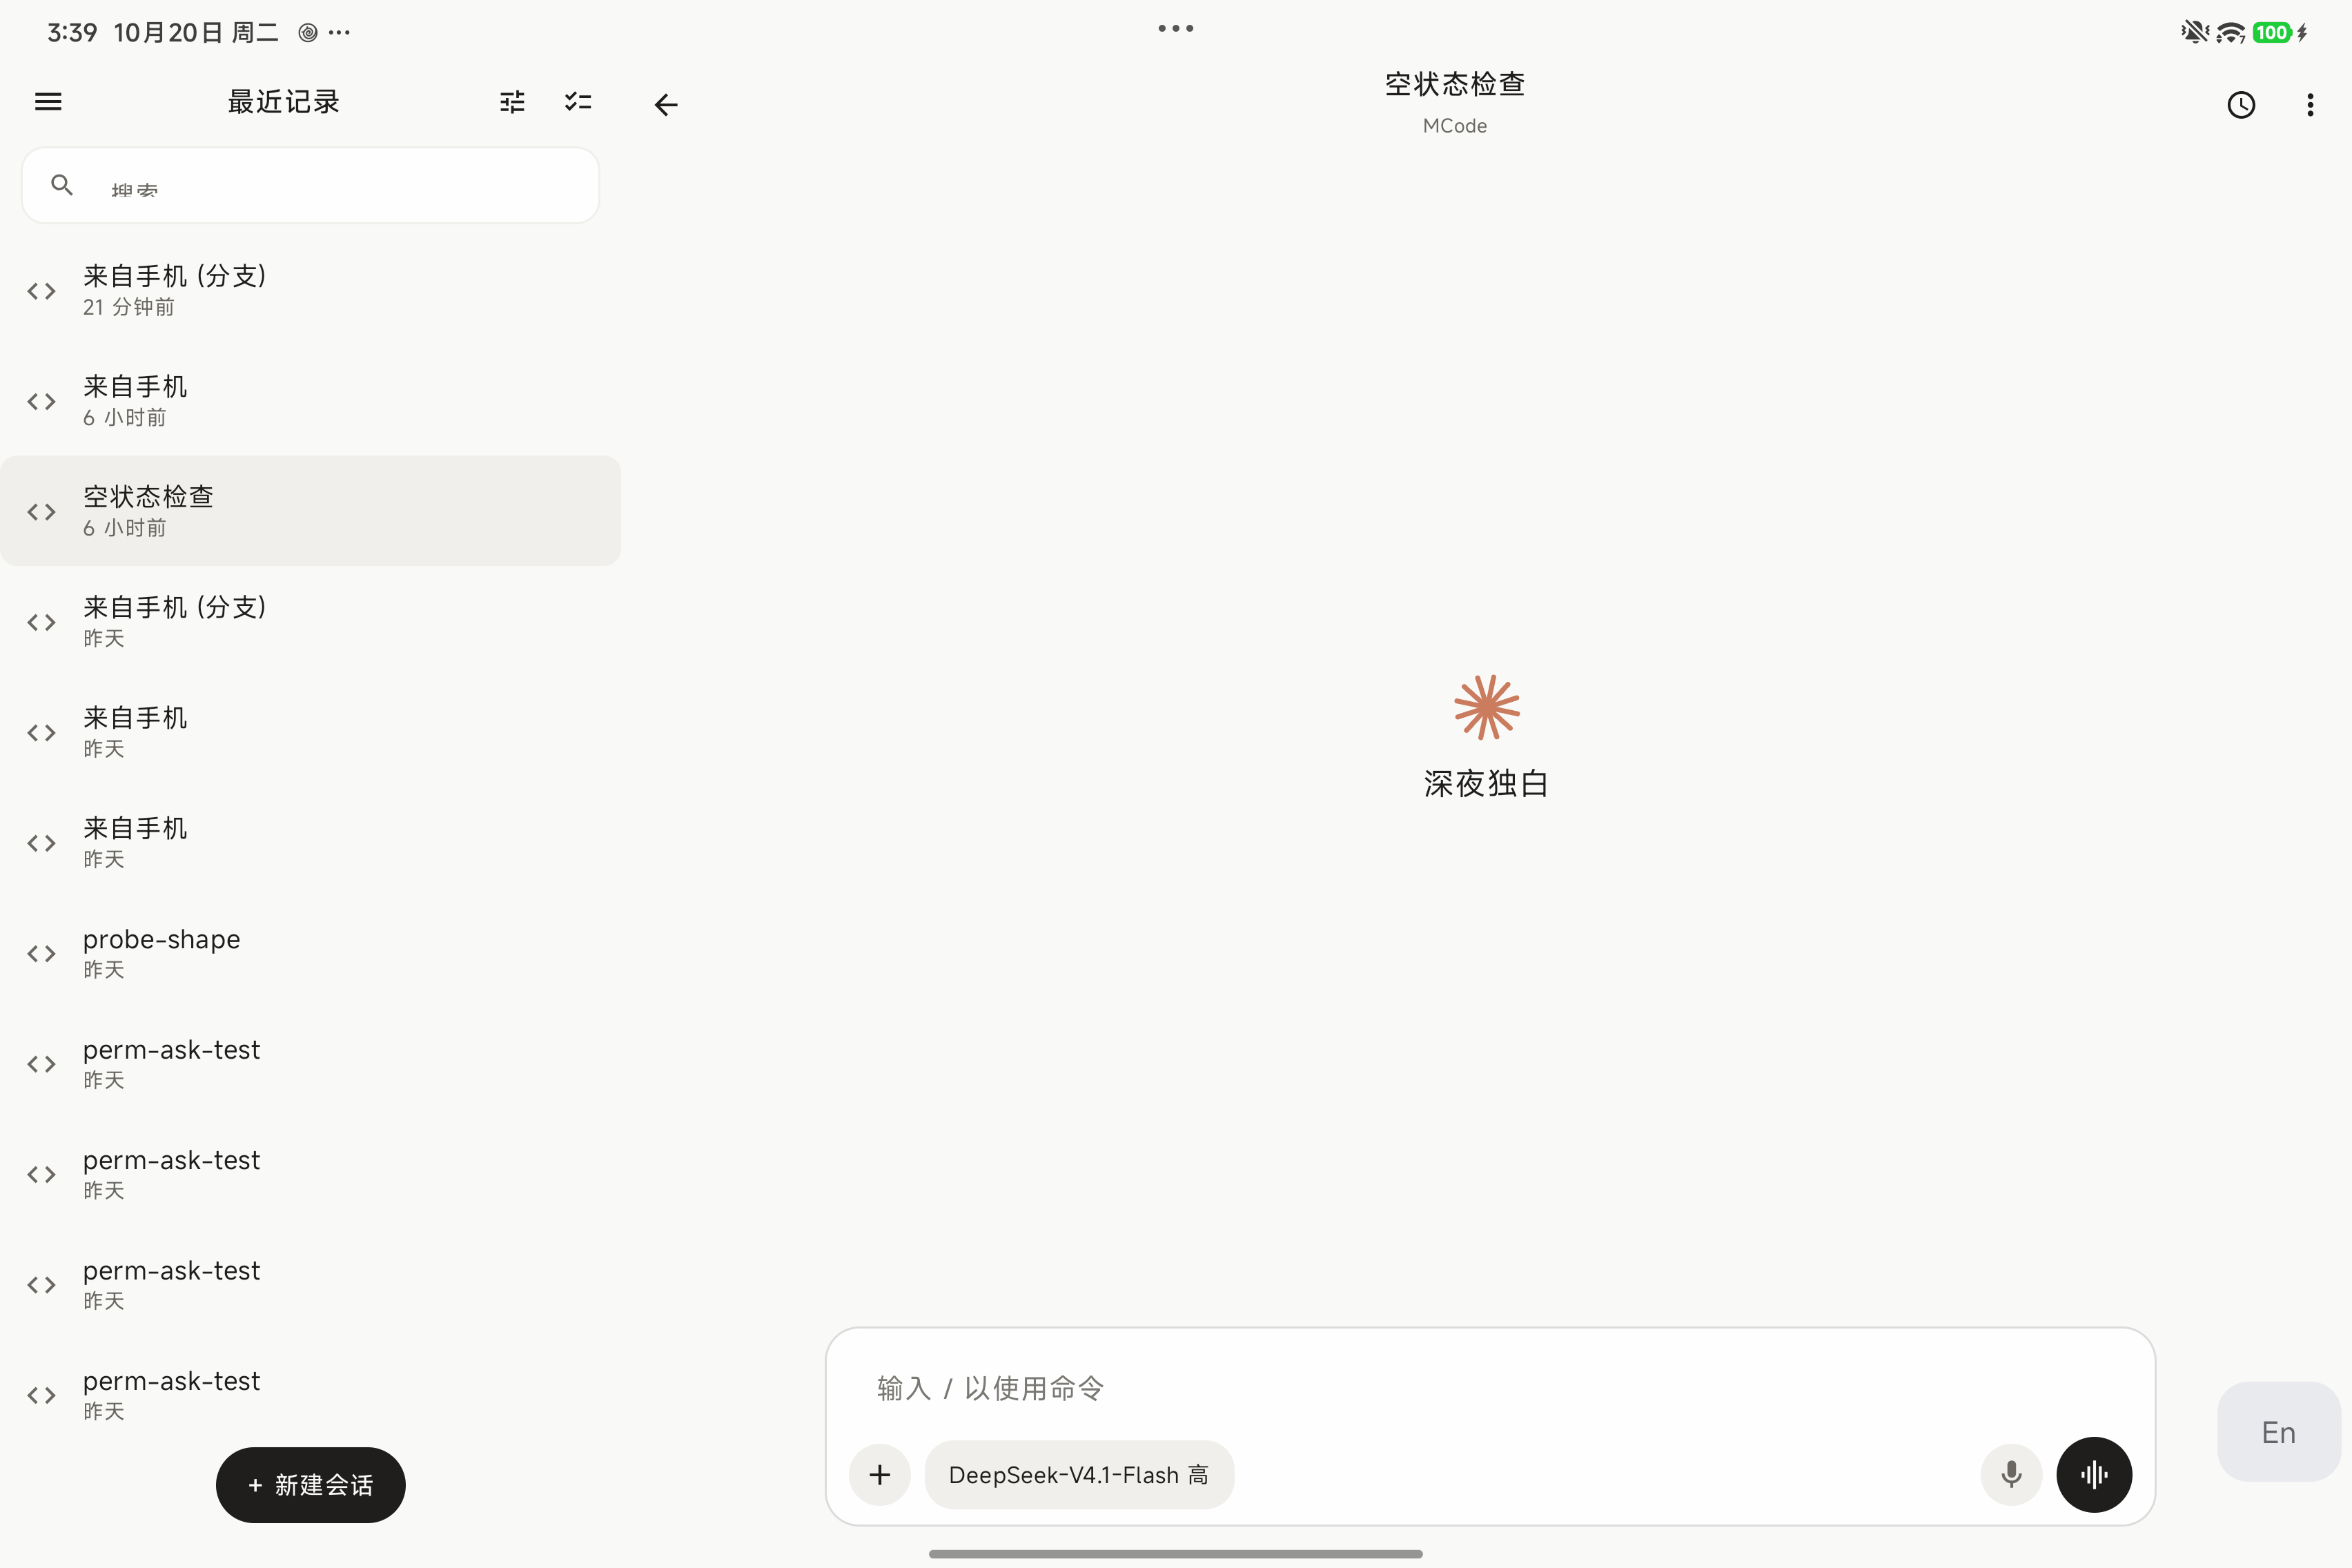 3:39 10月20日 周二
100
最近记录
搜索
来自手机 (分支)
21 分钟前
来自手机
6 小时前
空状态检查
6 小时前
来自手机 (分支)
昨天
来自手机
昨天
来自手机
昨天
probe-shape
昨天
perm-ask-test
昨天
perm-ask-test
昨天
perm-ask-test
昨天
perm-ask-test
昨天
+ 新建会话
空状态检查
MCode
深夜独白
输入 / 以使用命令
DeepSeek-V4.1-Flash 高
En